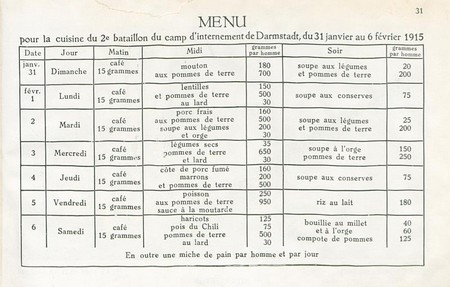 31
MENU
pour la cuisine du 2e bataillon du camp d'internement de Darmstadt, du 31 janvier au 6 février 1915
Date Jour Matin Midi grammes par homme Soir grammes par homme
janv. café mouton 180 soupe aux légumes 20
31 Dimanche 15 grammes aux pommes de terre 700 et pommes de terre 200
févr. café lentilles 150
1 Lundi 15 grammes et pommes de terre 500 soupe aux conserves 75
au lard 30
2 café porc frais 160
Mardi 15 grammes aux pommes de terre 500 soupe aux légumes 25
soupe aux légumes 200 et pommes de terre 200
et orge 30
3 Mercredi café légumes secs 35 soupe à l'orge 150
15 grammes pommes de terre 650 pommes de terre 250
et lard 30
4 Jeudi café côte de porc fumé 160
15 grammes marrons 200 soupe aux conserves 75
et pommes de terre 500
5 Vendredi café poisson 250
15 grammes aux pommes de terre 950 riz au lait 180
sauce à la moutarde
6 café haricots 125 bouillie au millet 40
Samedi 15 grammes pois du Chili 75 et à l'orge 60
pommes de terre 500 compote de pommes 125
au lard 30
En outre une miche de pain par homme et par jour